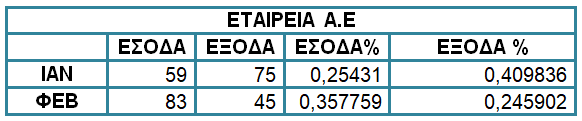 ΕΤΑΙΡΕΙΑ Α.Ε
ΕΣΟΔΑ ΕΞΟΔΑ ΕΣΟΔΑ% ΕΞΟΔΑ %
ΙΑΝ 59 75 0,25431 0,409836
ΦΕΒ 83 45 0,357759 0,245902